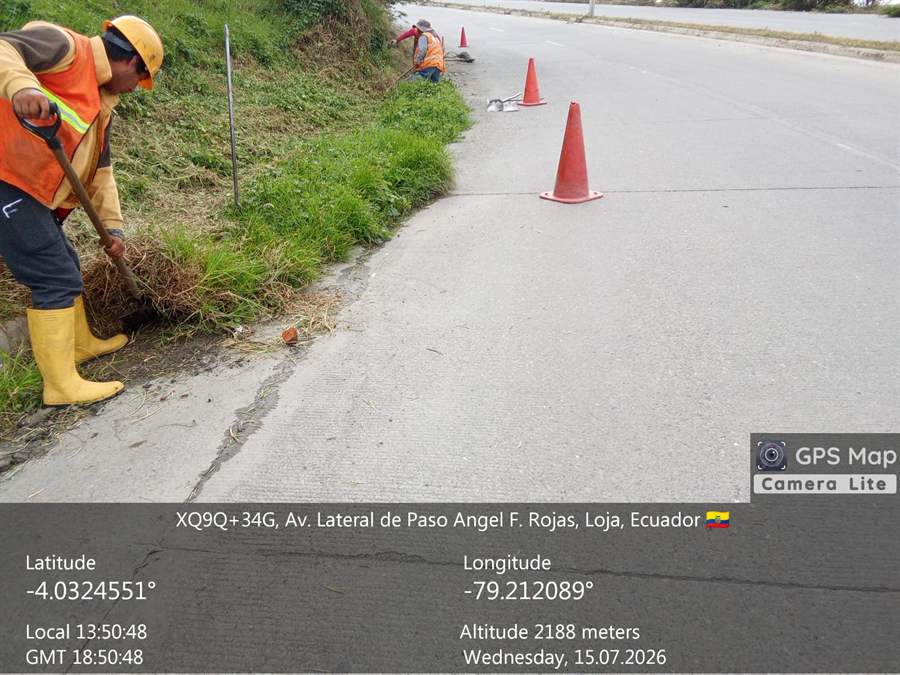 GPS Map
Camera Lite
XQ9Q+34G, Av. Lateral de Paso Angel F. Rojas, Loja, Ecuador 🇪🇨
Latitude
-4.0324551°
Longitude
-79.212089°
Local 13:50:48
GMT 18:50:48
Altitude 2188 meters
Wednesday, 15.07.2026